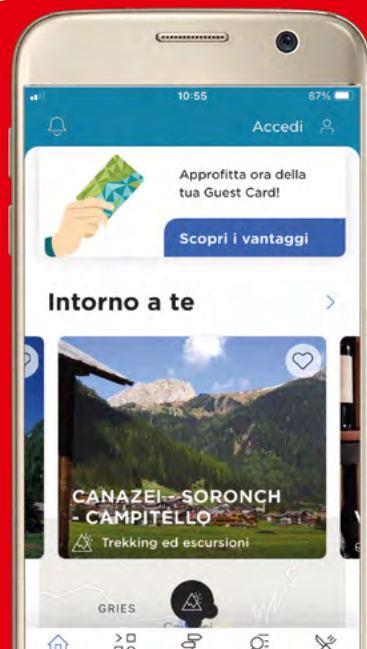 10:55
87%
Accedi
Approfitta ora della
tua Guest Card!
Scopri i vantaggi
Intorno a te
CANAZEI - SORONCH
- CAMPITELLO
Trekking ed escursioni
GRIES